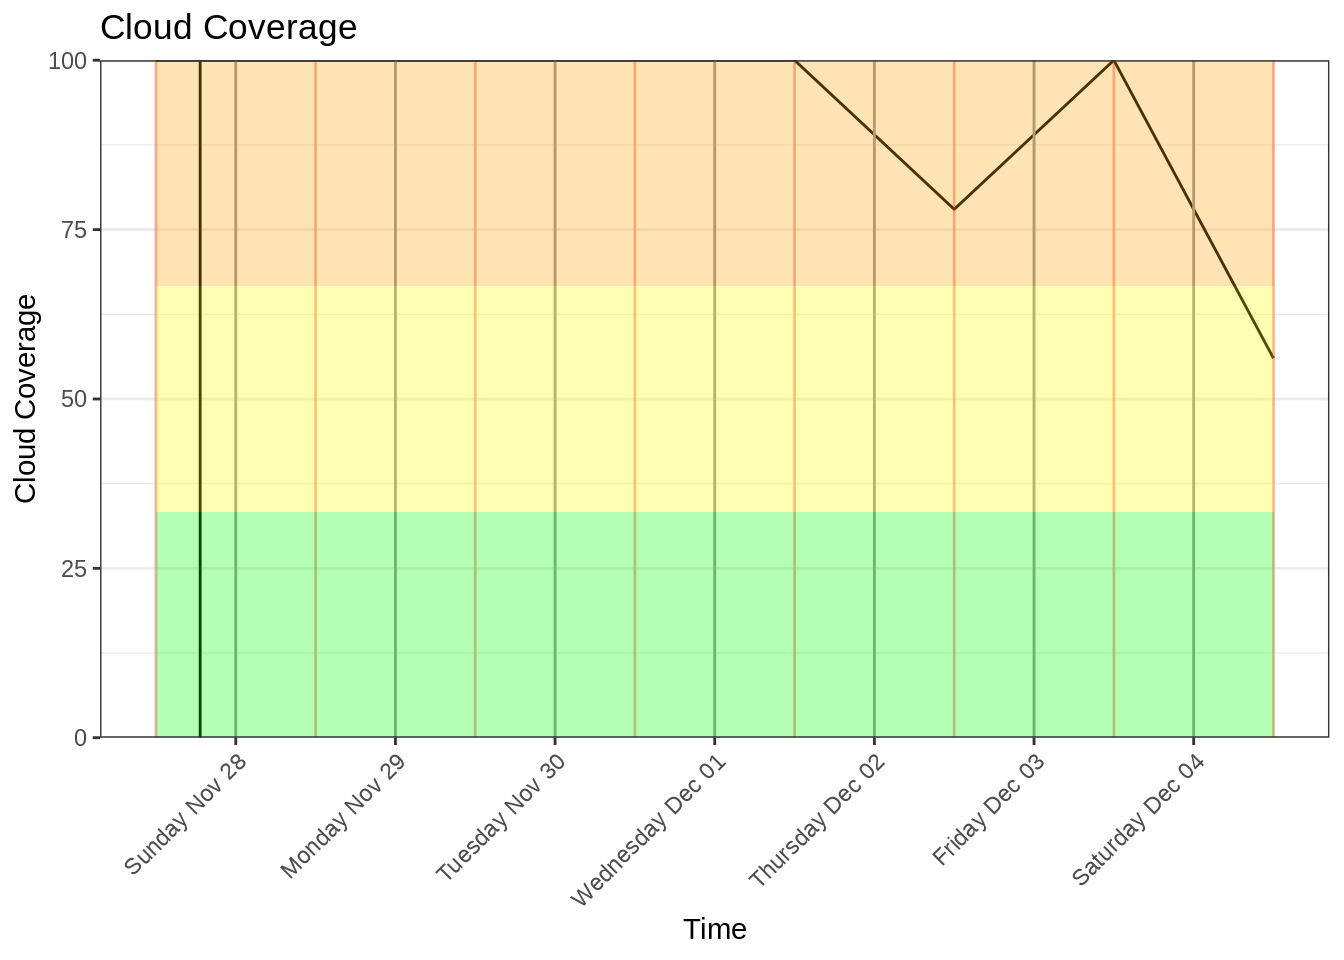 Cloud Coverage
Cloud Coverage
100
75
50
25
0
Sunday Nov 28
Monday Nov 29
Tuesday Nov 30
Wednesday Dec 01
Thursday Dec 02
Friday Dec 03
Saturday Dec 04
Time